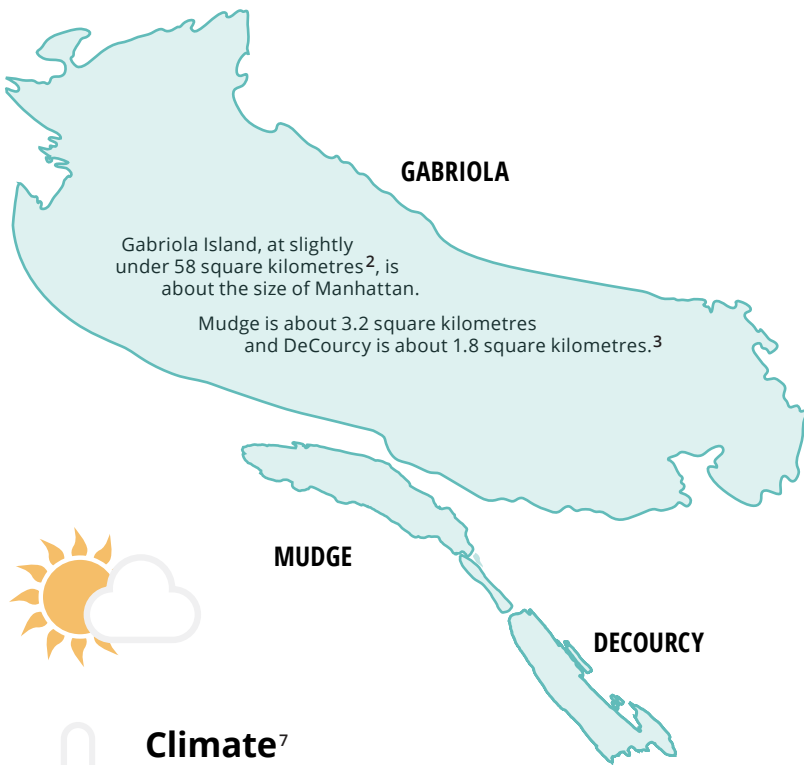 GABRIOLA
Gabriola Island, at slightly
under 58 square kilometres², is
about the size of Manhattan.
Mudge is about 3.2 square kilometres
and DeCourcy is about 1.8 square kilometres.³
MUDGE
DECOURCY
Climate⁷